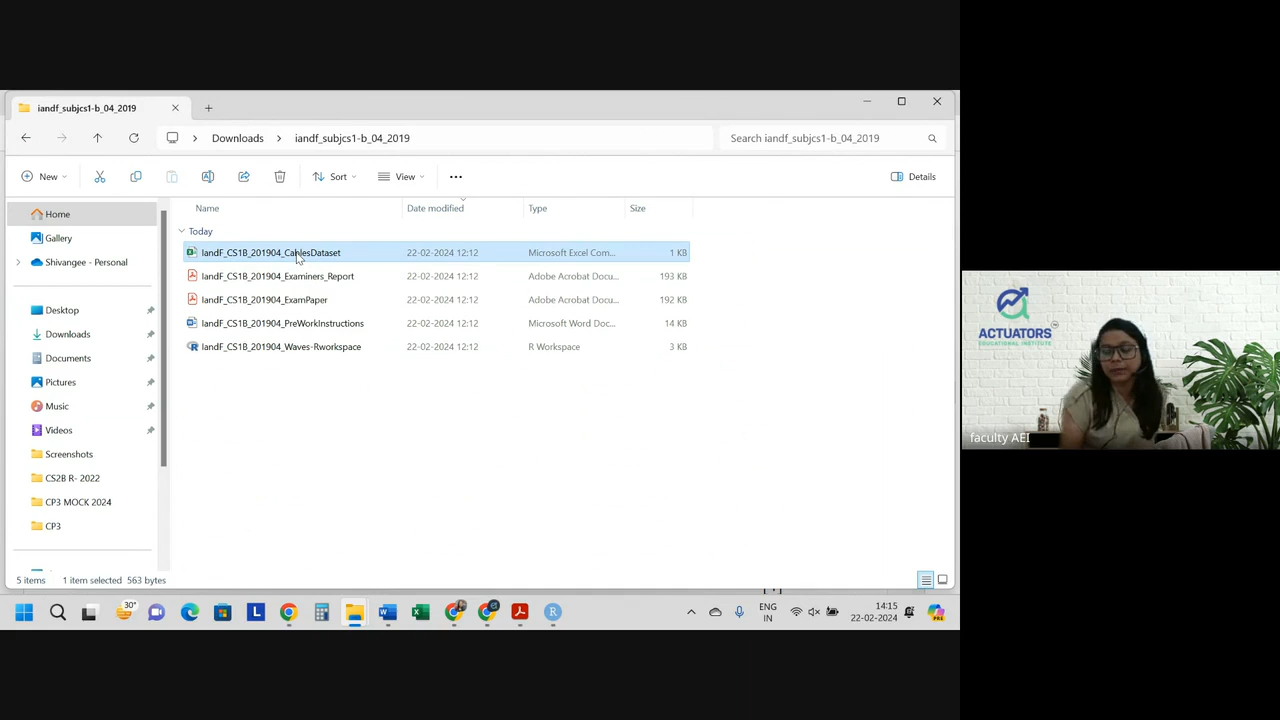 iandf_subjcs1-b_04_2019
Downloads
iandf_subjcs1-b_04_2019
Search iandf_subjcs1-b_04_2019
New
Sort
View
Details
Home
Gallery
Shivangee - Personal
Desktop
Downloads
Documents
Pictures
Music
Videos
Screenshots
CS2B R- 2022
CP3 MOCK 2024
CP3
Name
Date modified
Type
Size
Today
IandF_CS1B_201904_CablesDataset 22-02-2024 12:12 Microsoft Excel Com... 1 KB
IandF_CS1B_201904_Examiners_Report 22-02-2024 12:12 Adobe Acrobat Docu... 193 KB
IandF_CS1B_201904_ExamPaper 22-02-2024 12:12 Adobe Acrobat Docu... 192 KB
IandF_CS1B_201904_PreWorkInstructions 22-02-2024 12:12 Microsoft Word Doc... 14 KB
IandF_CS1B_201904_Waves-Rworkspace 22-02-2024 12:12 R Workspace 3 KB
5 items 1 item selected 563 bytes
30°
ENG
IN
14:15
22-02-2024
ACTUATORS
EDUCATIONAL INSTITUTE
faculty AEI